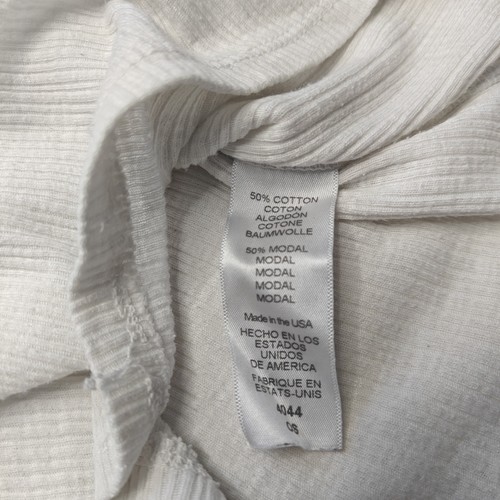 50% COTTON
COTON
ALGODÓN
COTONE
BAUMWOLLE
50% MODAL
MODAL
MODAL
MODAL
MODAL
Made in the USA
HECHO EN LOS
ESTADOS
UNIDOS
DE AMERICA
FABRIQUE EN
ESTATS-UNIS
4044
OS